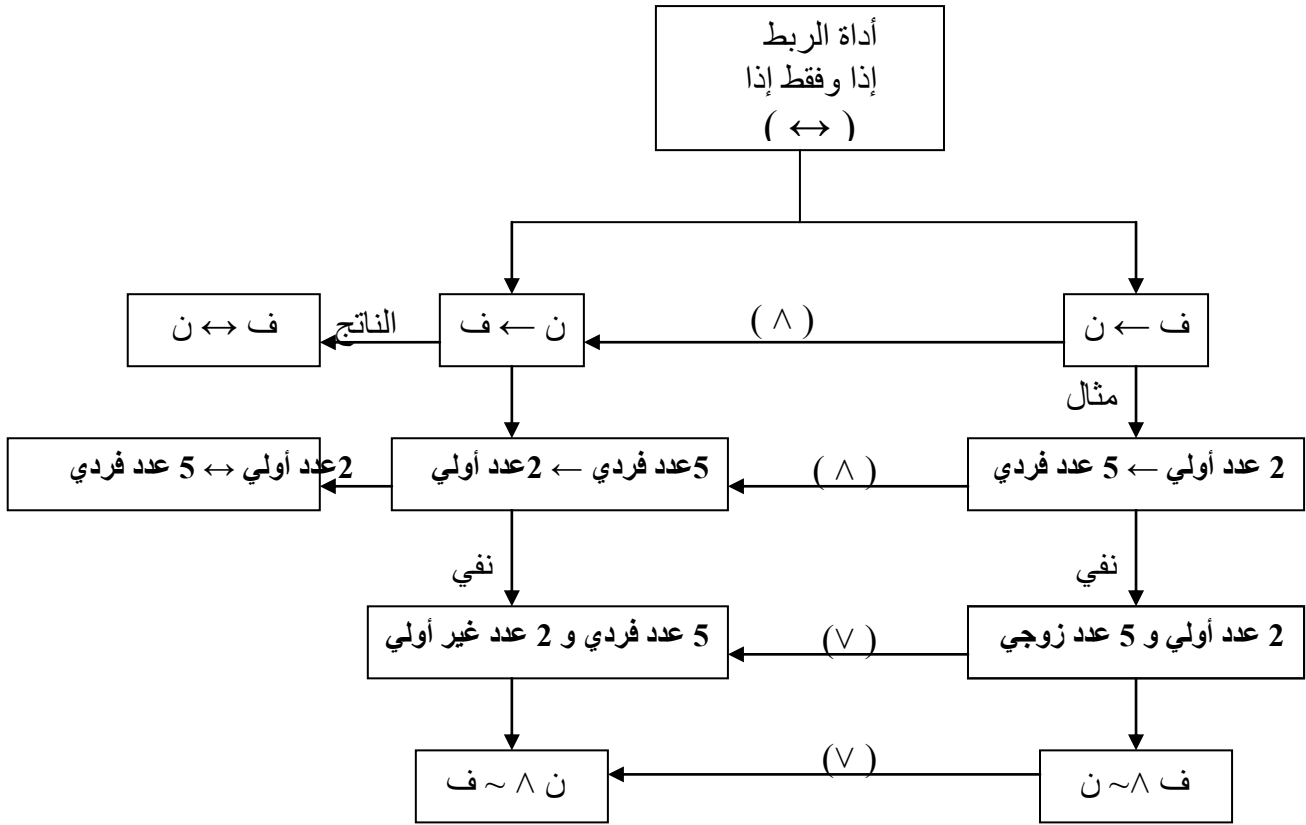 أداة الربط
إذا وفقط إذا
( ↔ )
ف ← ن
( ∧ )
ن ← ف
الناتج
ف ↔ ن
مثال
2 عدد أولي ← 5 عدد فردي
( ∧ )
5عدد فردي ← 2عدد أولي
2عدد أولي ↔ 5 عدد فردي
نفي
نفي
2 عدد أولي و 5 عدد زوجي
(∨ )
5 عدد فردي و 2 عدد غير أولي
ف ∧~ ن
(∨ )
ن ∧ ~ ف